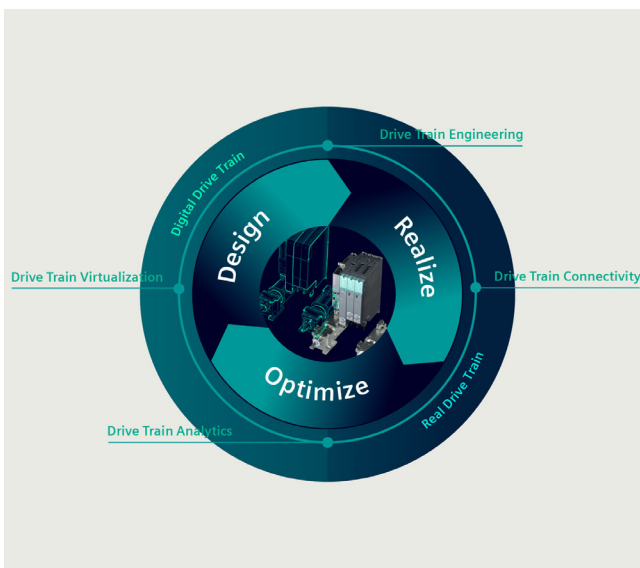 Drive Train Engineering
Digital Drive Train
Design
Realize
Drive Train Virtualization
Drive Train Connectivity
Optimize
Real Drive Train
Drive Train Analytics